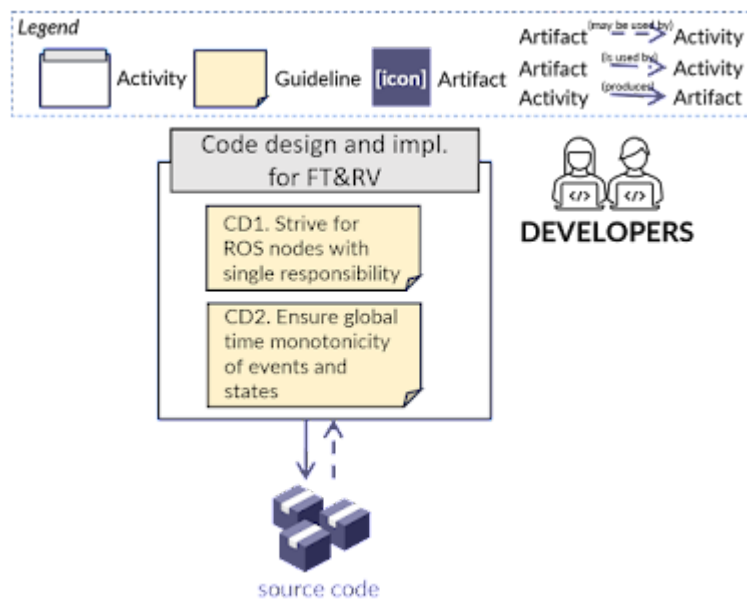 Legend
Activity
Guideline
[icon]
Artifact
Artifact (may be used by) Activity
Artifact (is used by) Activity
Activity (produces) Artifact
Code design and impl.
for FT&RV
CD1. Strive for
ROS nodes with
single responsibility
CD2. Ensure global
time monotonicity
of events and
states
</>
</>
DEVELOPERS
source code